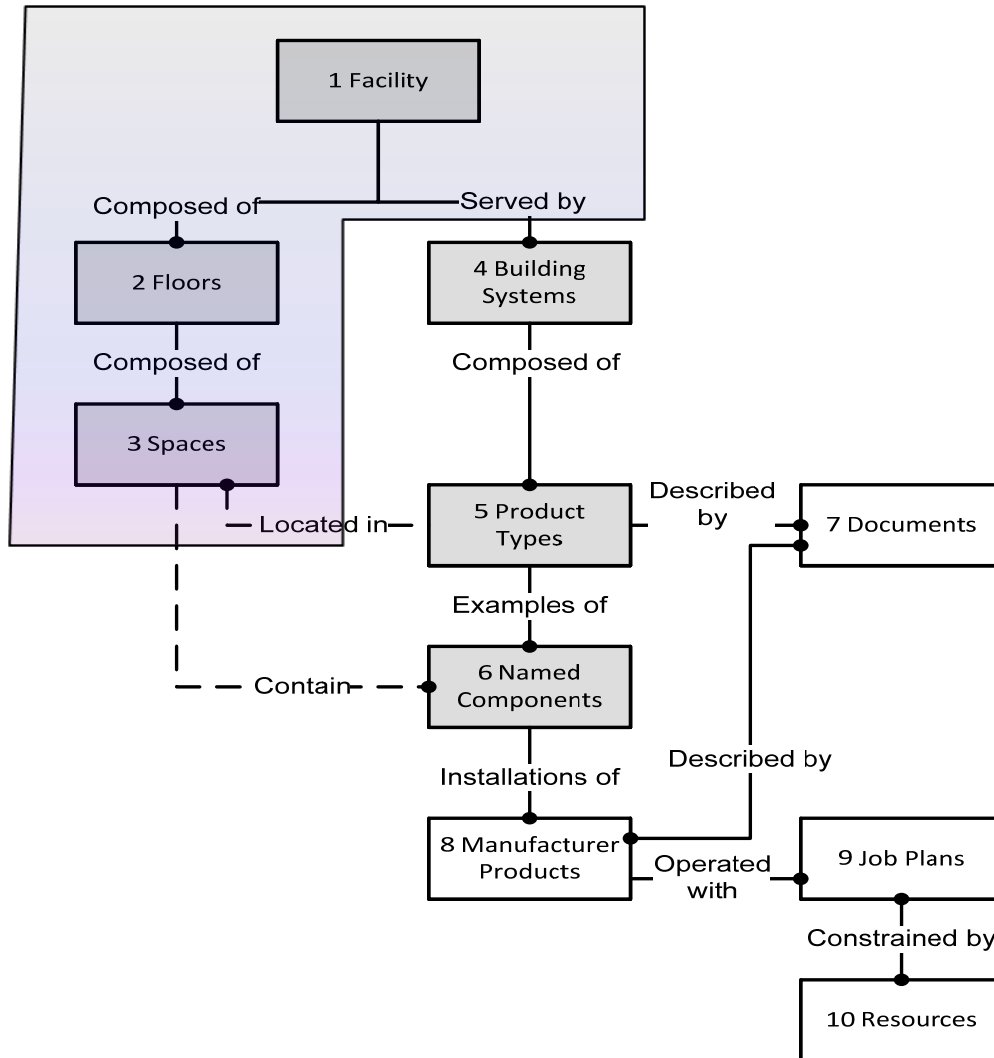 1 Facility
Composed of
Served by
2 Floors
4 Building
Systems
Composed of
Composed of
3 Spaces
5 Product
Types
Described
by
7 Documents
Located in
Examples of
6 Named
Components
Contain
Installations of
Described by
8 Manufacturer
Products
Operated
with
9 Job Plans
Constrained by
10 Resources